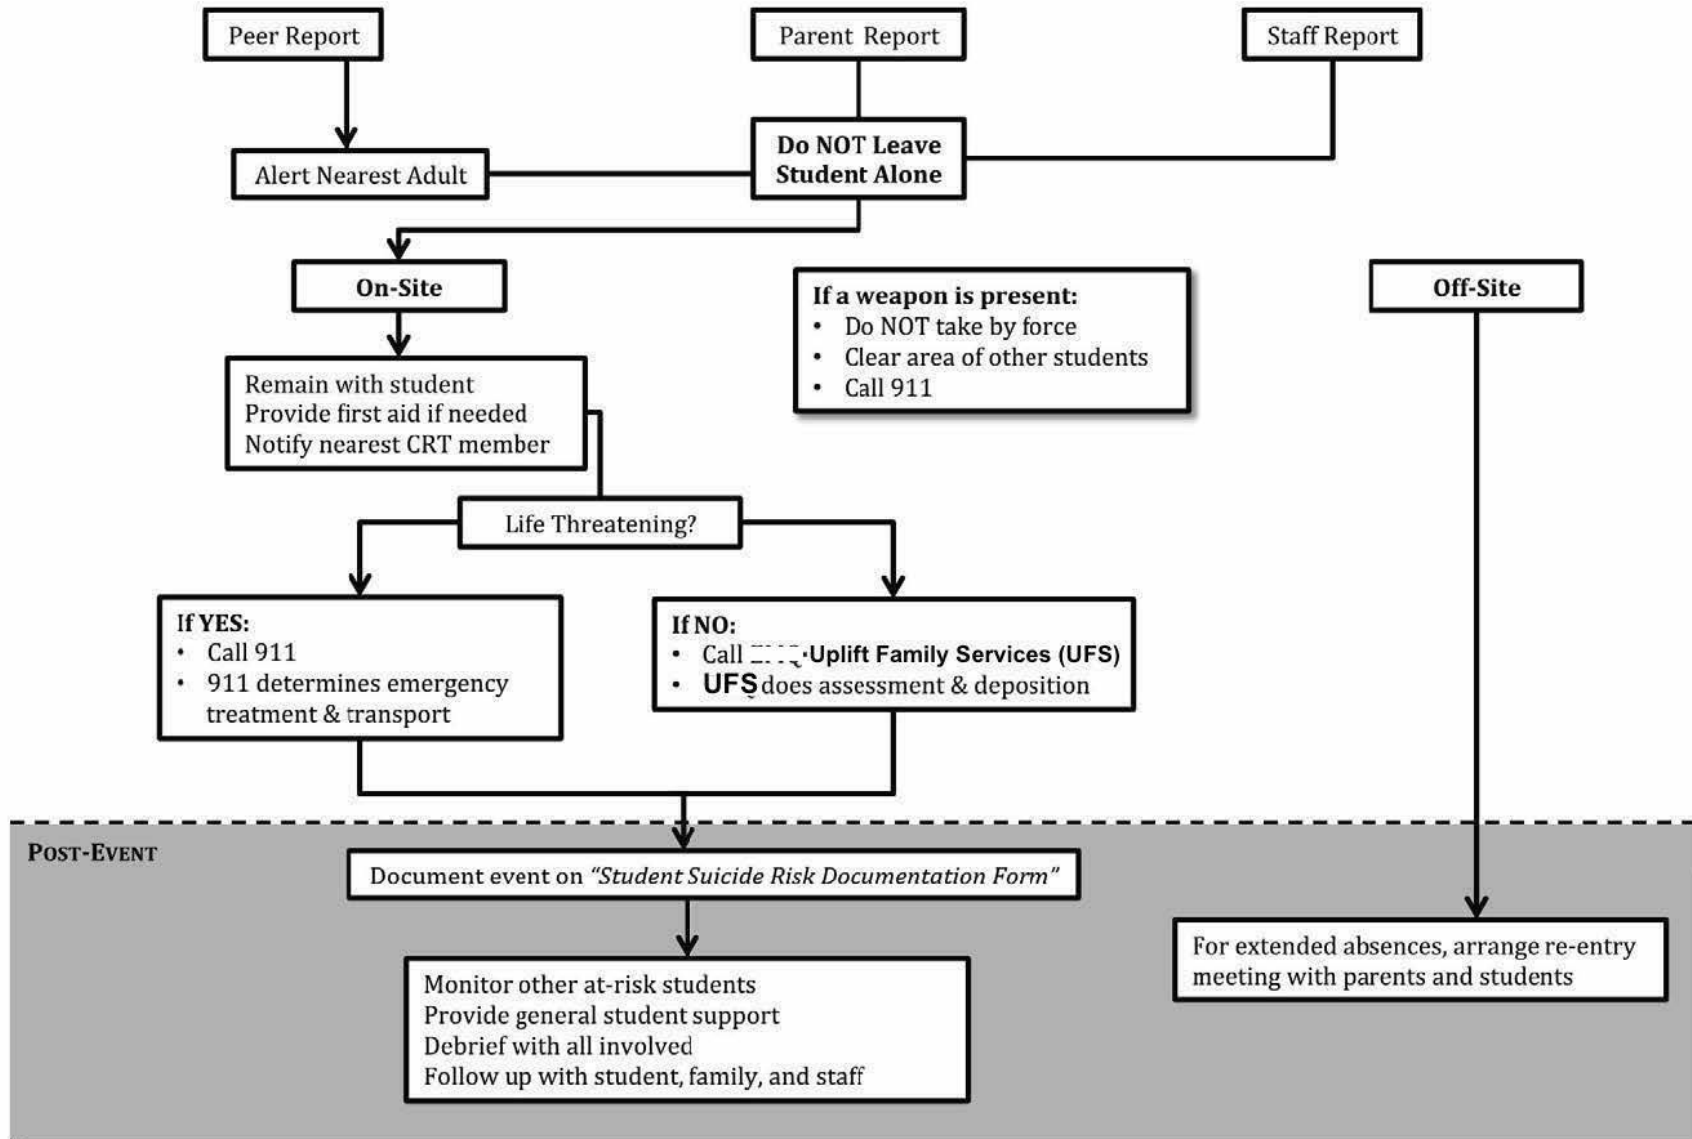 Peer Report
Parent Report
Staff Report
Alert Nearest Adult
Do NOT Leave
Student Alone
On-Site
If a weapon is present:
• Do NOT take by force
• Clear area of other students
• Call 911
Off-Site
Remain with student
Provide first aid if needed
Notify nearest CRT member
Life Threatening?
If YES:
• Call 911
• 911 determines emergency
treatment & transport
If NO:
• Call Uplift Family Services (UFS)
• UFS does assessment & deposition
POST-EVENT
Document event on “Student Suicide Risk Documentation Form”
Monitor other at-risk students
Provide general student support
Debrief with all involved
Follow up with student, family, and staff
For extended absences, arrange re-entry
meeting with parents and students